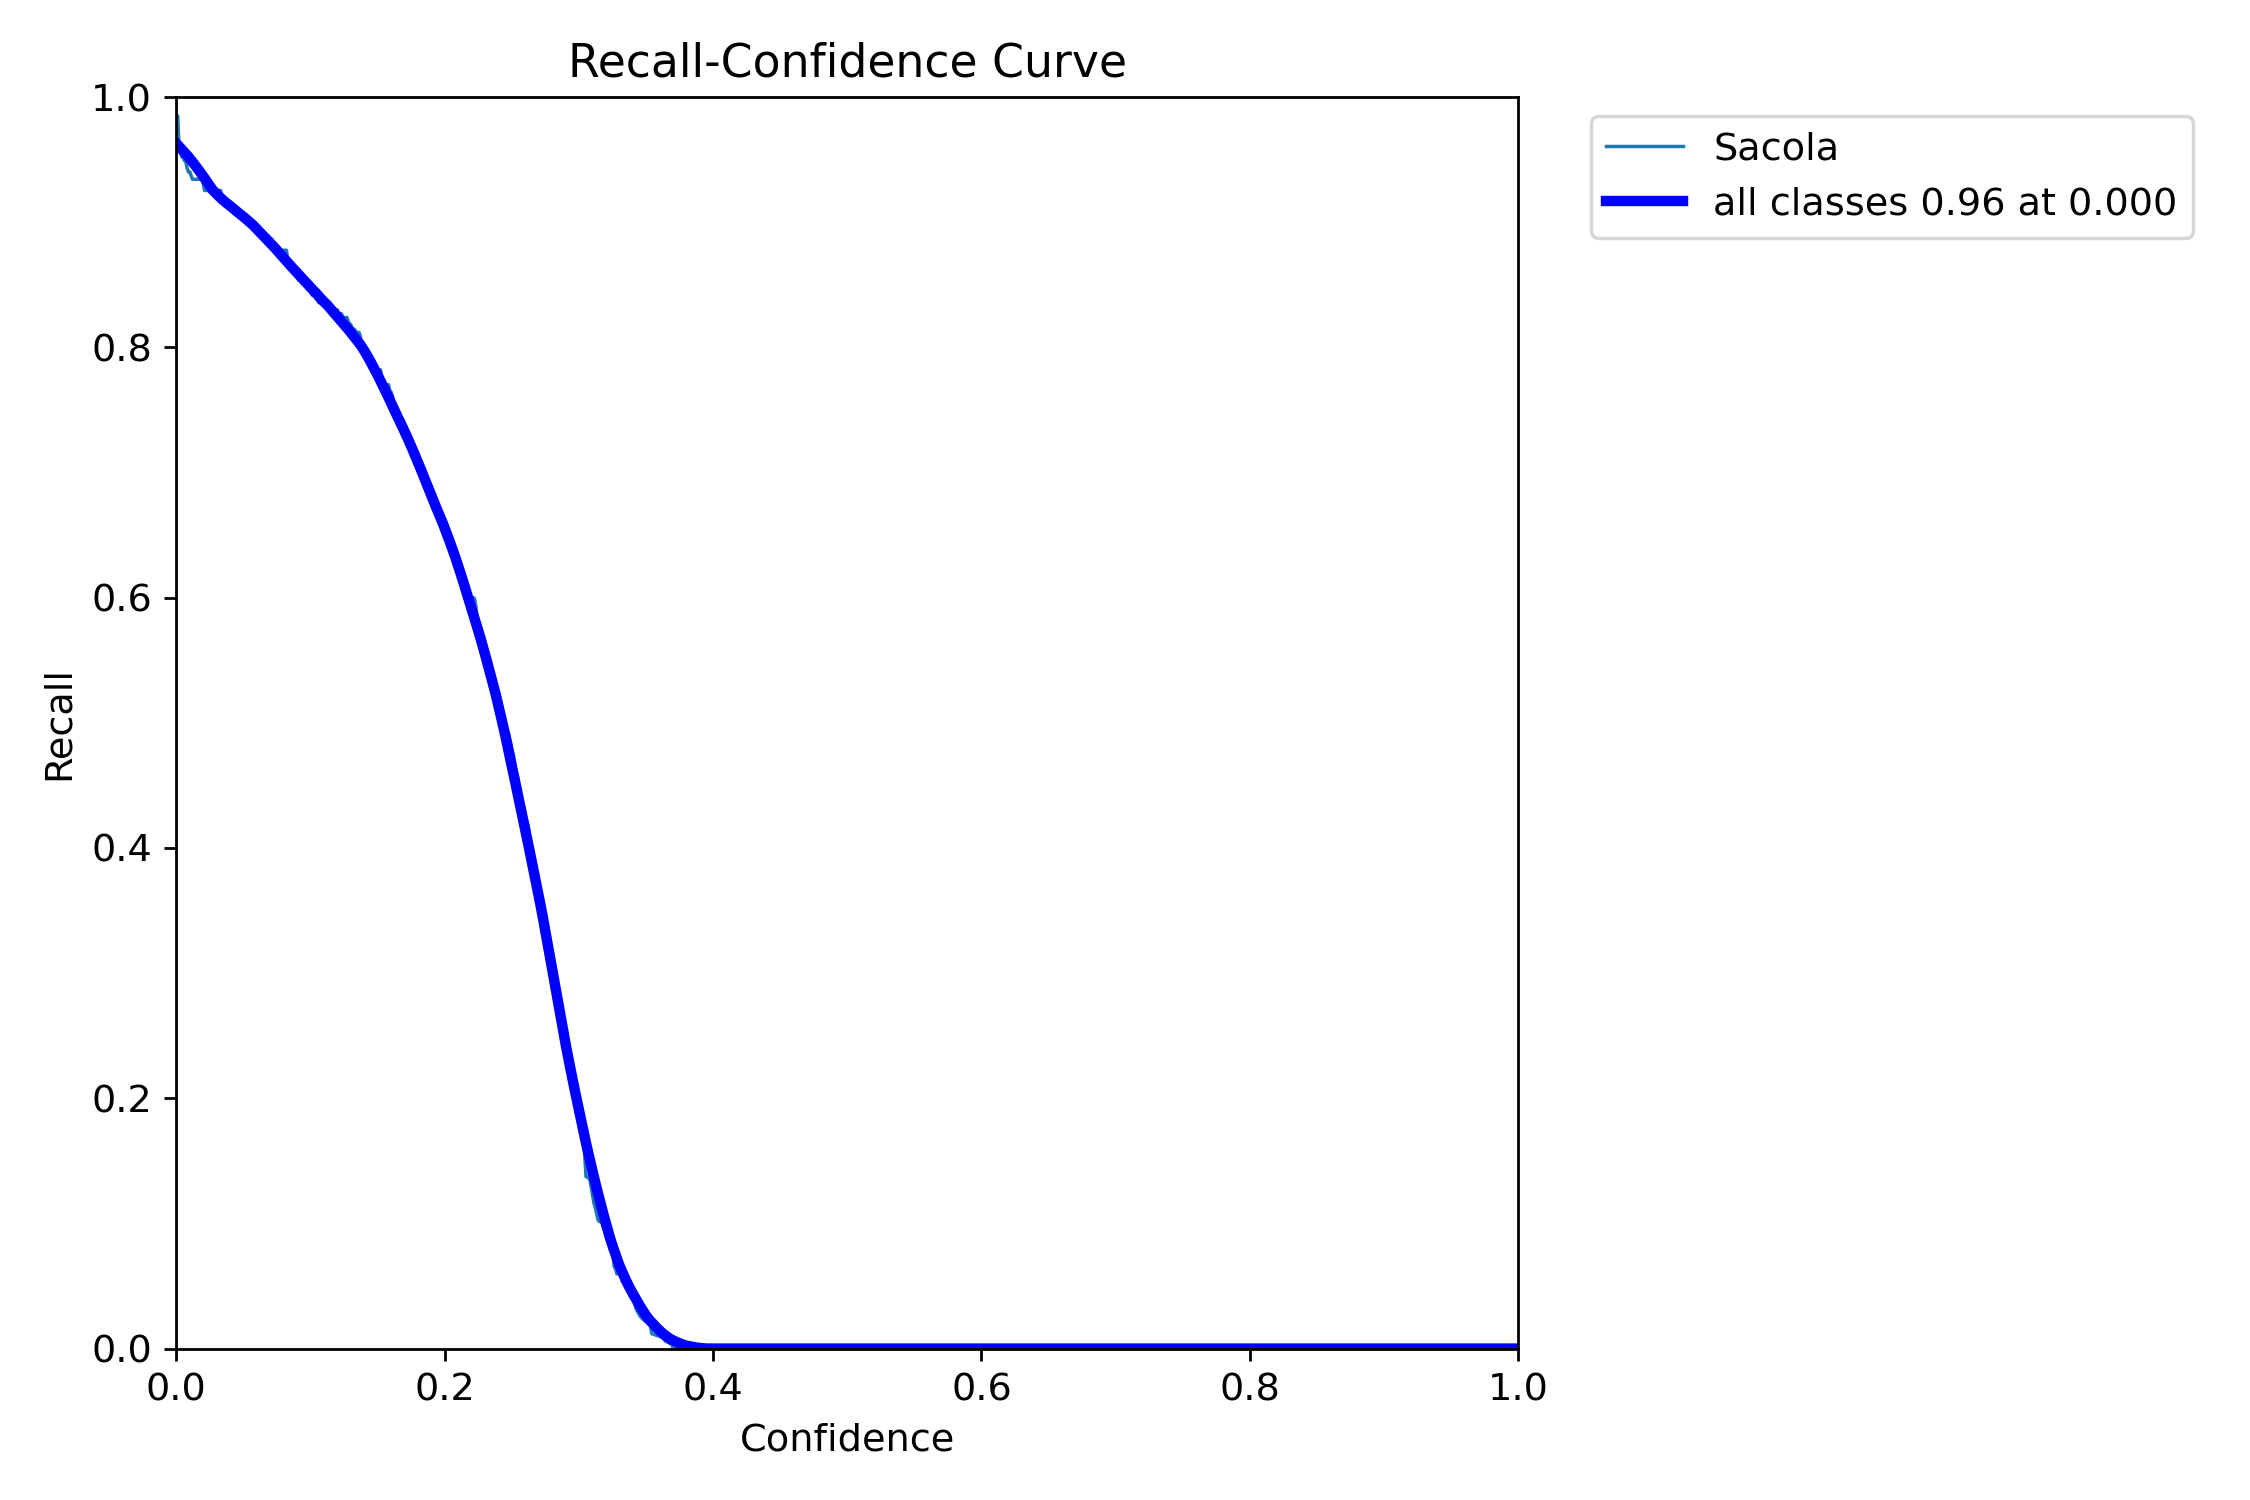 Recall-Confidence Curve
1.0
0.8
0.6
0.4
0.2
0.0
Recall
0.0 0.2 0.4 0.6 0.8 1.0
Confidence
Sacola
all classes 0.96 at 0.000